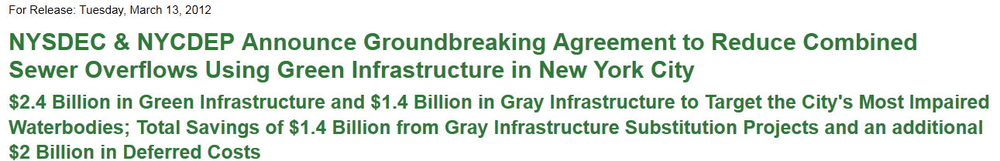 For Release: Tuesday, March 13, 2012
NYSDEC & NYCDEP Announce Groundbreaking Agreement to Reduce Combined
Sewer Overflows Using Green Infrastructure in New York City
$2.4 Billion in Green Infrastructure and $1.4 Billion in Gray Infrastructure to Target the City's Most Impaired
Waterbodies; Total Savings of $1.4 Billion from Gray Infrastructure Substitution Projects and an additional
$2 Billion in Deferred Costs